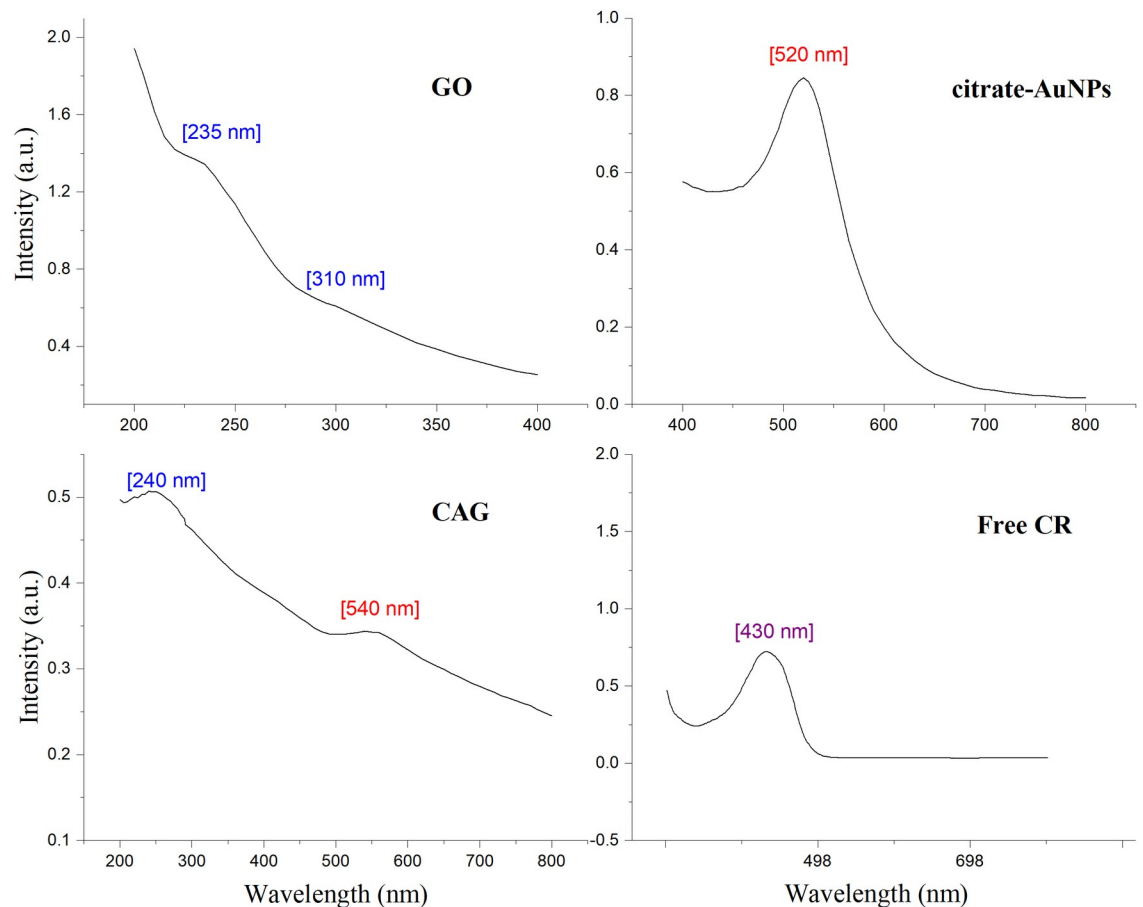 Intensity (a.u.)
2.0
1.6
1.2
0.8
0.4
GO
[235 nm]
[310 nm]
200
250
300
350
400
1.0
0.8
0.6
0.4
0.2
0.0
[520 nm]
citrate-AuNPs
400
500
600
700
800
Intensity (a.u.)
0.5
0.4
0.3
0.2
0.1
[240 nm]
CAG
[540 nm]
200
300
400
500
600
700
800
Wavelength (nm)
2.0
1.5
1.0
0.5
0.0
-0.5
Free CR
[430 nm]
498
698
Wavelength (nm)